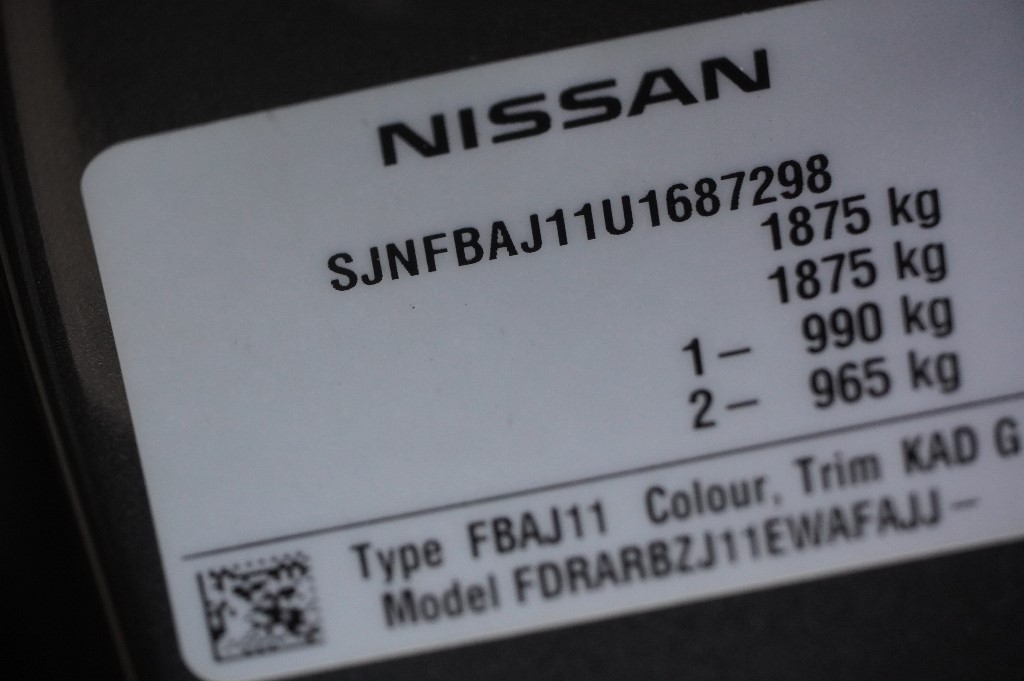 NISSAN
SJNFBAJ11U1687298
1875 kg
1875 kg
1 – 990 kg
2 – 965 kg
Type FBAJ11 Colour, Trim KAD G
Model FDRARBZJ11EWAFAJJ –